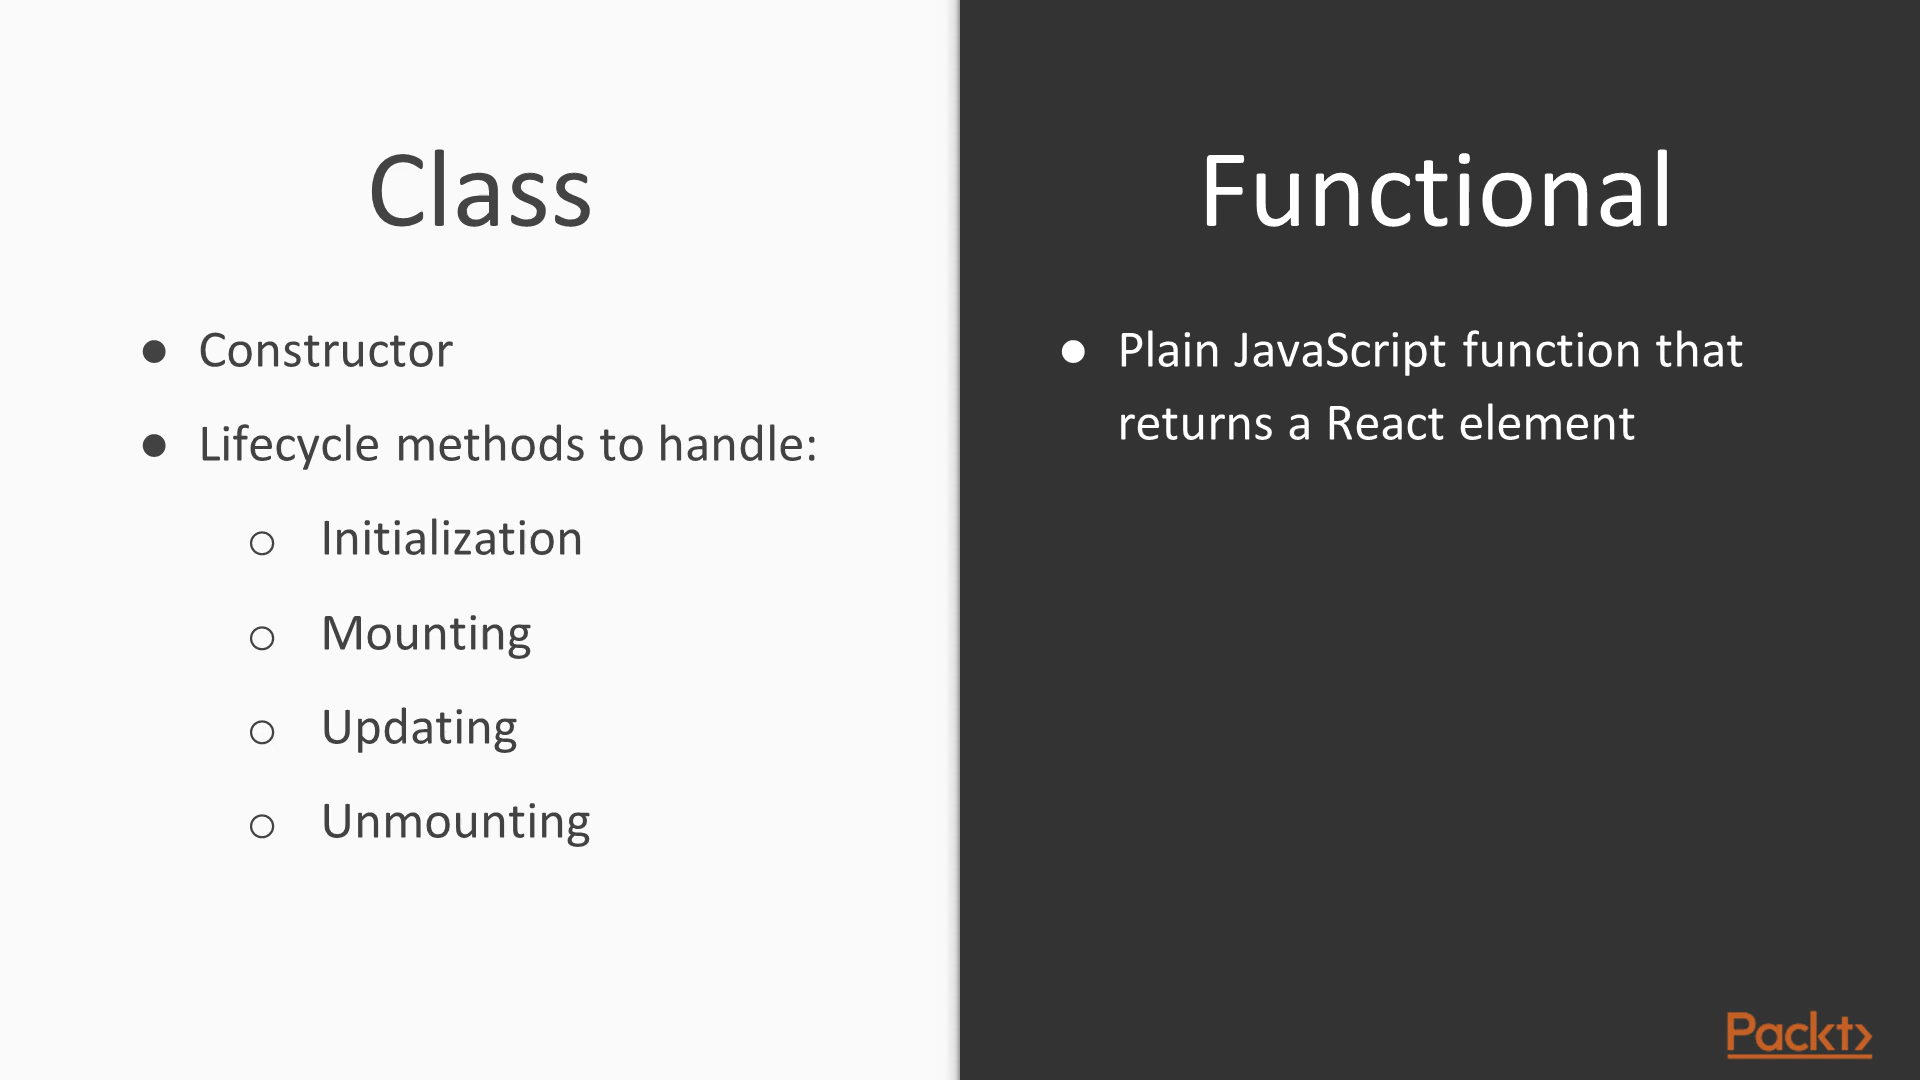 Class
● Constructor
● Lifecycle methods to handle:
○ Initialization
○ Mounting
○ Updating
○ Unmounting
Functional
● Plain JavaScript function that
returns a React element
Packt>